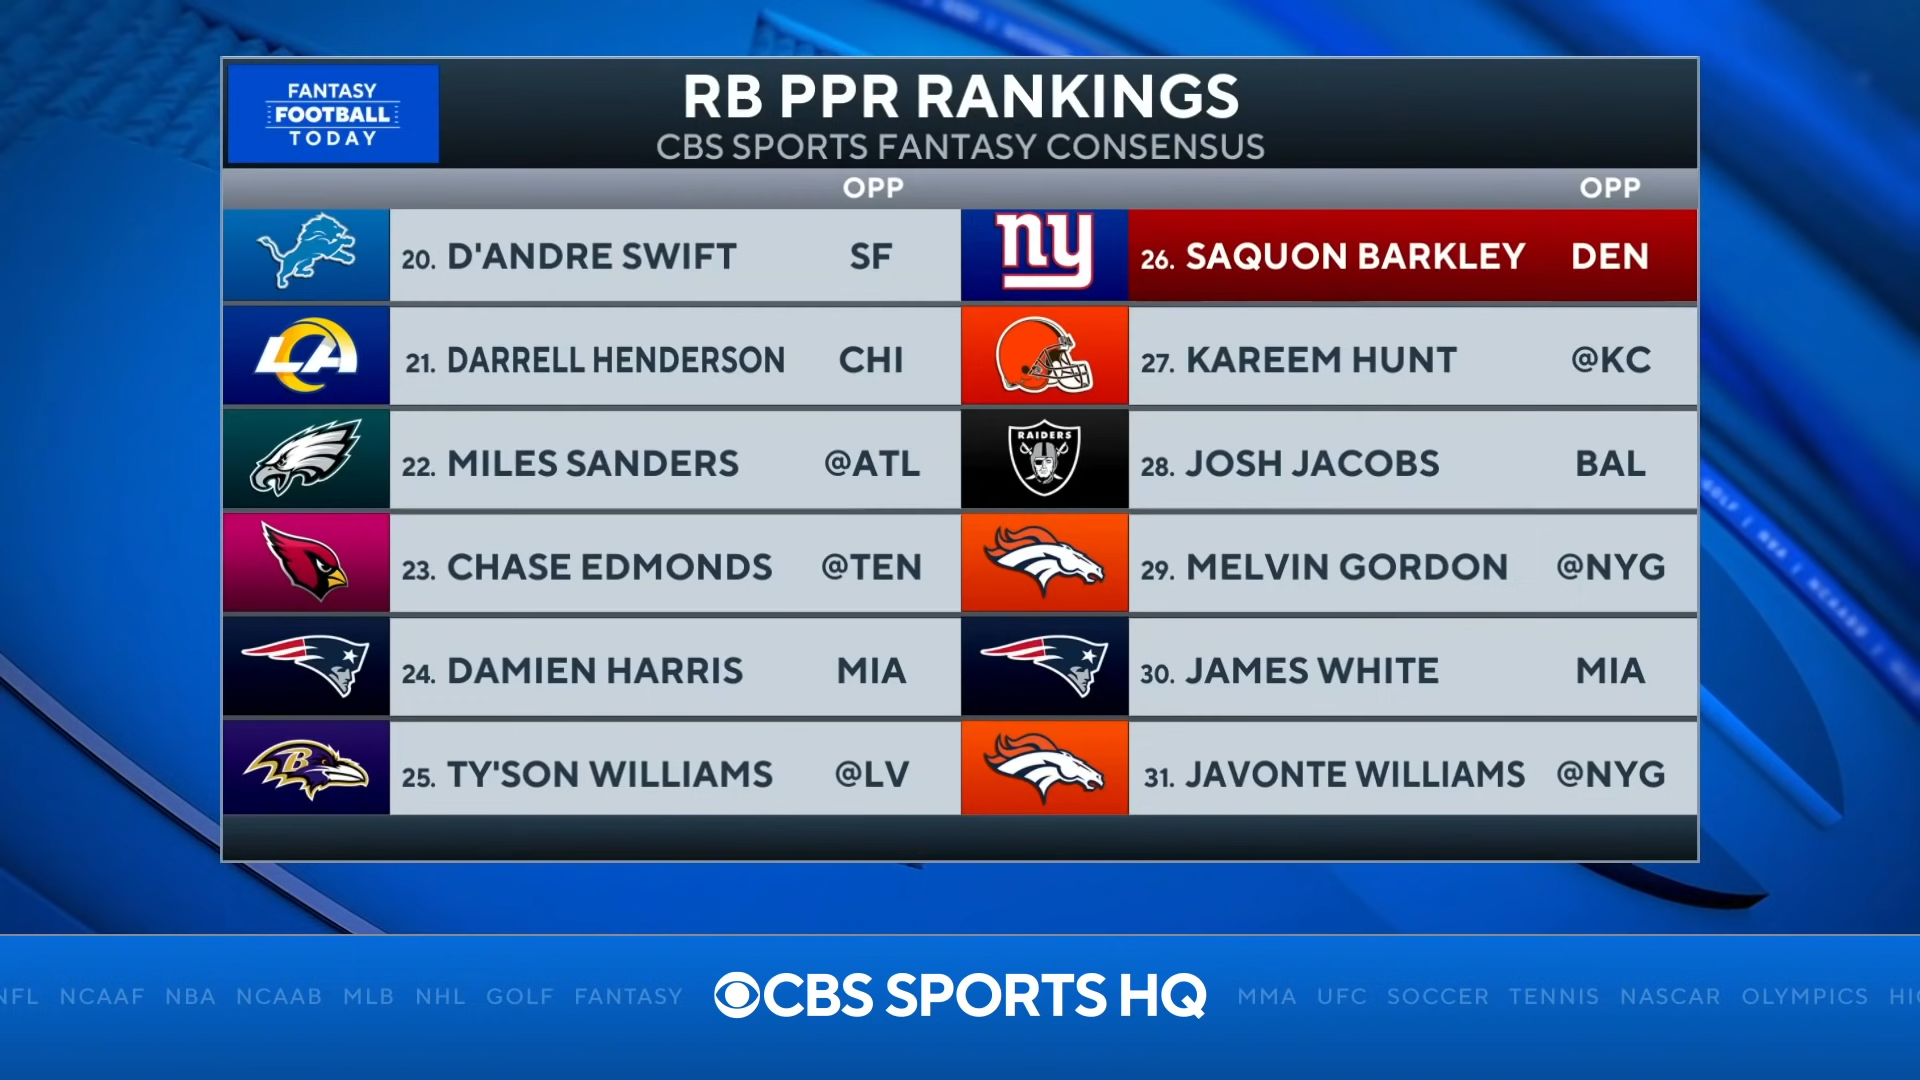 FANTASY
FOOTBALL
TODAY
RB PPR RANKINGS
CBS SPORTS FANTASY CONSENSUS
OPP
OPP
20. D'ANDRE SWIFT SF
21. DARRELL HENDERSON CHI
22. MILES SANDERS @ATL
23. CHASE EDMONDS @TEN
24. DAMIEN HARRIS MIA
B
25. TY'SON WILLIAMS @LV
ny
26. SAQUON BARKLEY DEN
27. KAREEM HUNT @KC
RAIDERS
28. JOSH JACOBS BAL
29. MELVIN GORDON @NYG
30. JAMES WHITE MIA
31. JAVONTE WILLIAMS @NYG
LA
GOLF | NBA | NCAAB |
NFL NCAAF NBA NCAAB MLB NHL GOLF FANTASY
CBS SPORTS HQ
MMA UFC SOCCER TENNIS NASCAR OLYMPICS